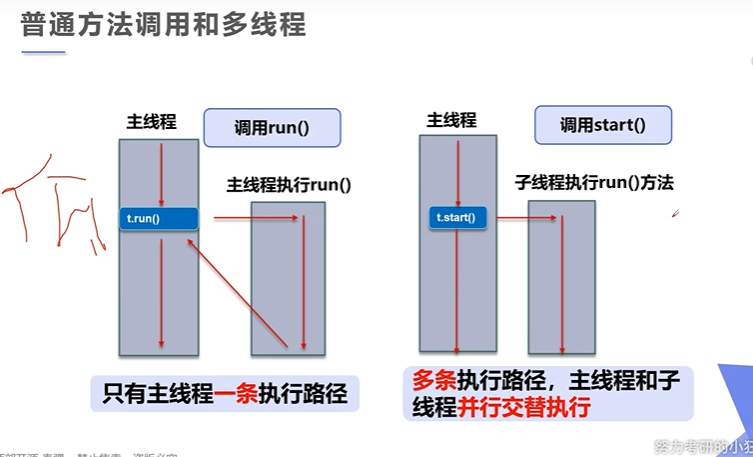 普通方法调用和多线程
主线程
调用run()
主线程执行run()
t.run()
只有主线程一条执行路径
主线程
调用start()
子线程执行run()方法
t.start()
多条执行路径，主线程和子
线程并行交替执行
努力考研的小狂